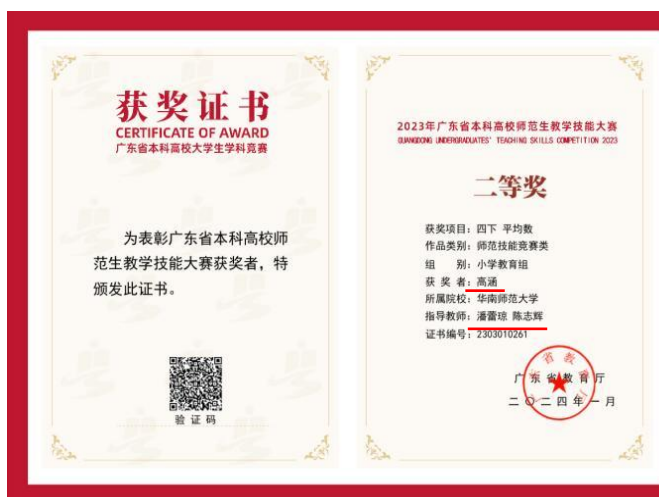 获奖证书
CERTIFICATE OF AWARD
广东省本科高校大学生学科竞赛
为表彰广东省本科高校师
范生教学技能大赛获奖者，特
颁发此证书。
验证码
2023年广东省本科高校师范生教学技能大赛
GUANGDONG UNDERGRADUATES' TEACHING SKILLS COMPETITION 2023
二等奖
获奖项目：四下 平均数
作品类别：师范技能竞赛类
组 别：小学教育组
获 奖 者：高涵
所属院校：华南师范大学
指导教师：潘蕾琼 陈志辉
证书编号：2303010261
广东省教育厅
二〇二四年一月
广东省教育厅